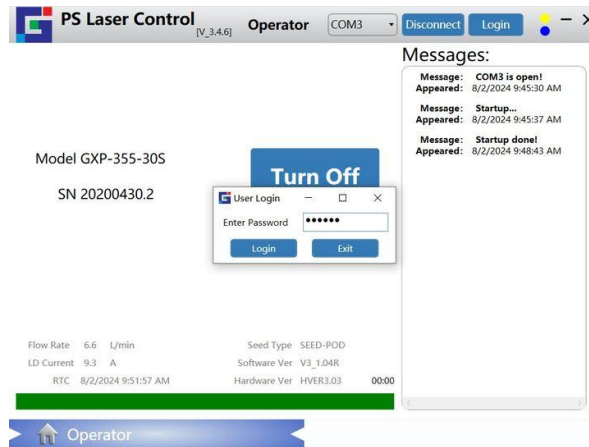 PS Laser Control
[V_3.4.6]
Operator
COM3
Disconnect
Login
Messages:
Message: COM3 is open!
Appeared: 8/2/2024 9:45:30 AM
Message: Startup...
Appeared: 8/2/2024 9:45:37 AM
Message: Startup done!
Appeared: 8/2/2024 9:48:43 AM
Model GXP-355-30S
SN 20200430.2
Turn Off
User Login
Enter Password ••••••
Login Exit
Flow Rate 6.6 L/min
Seed Type SEED-POD
LD Current 9.3 A
Software Ver V3_1.04R
RTC 8/2/2024 9:51:57 AM
Hardware Ver HVER3.03
00:00
Operator